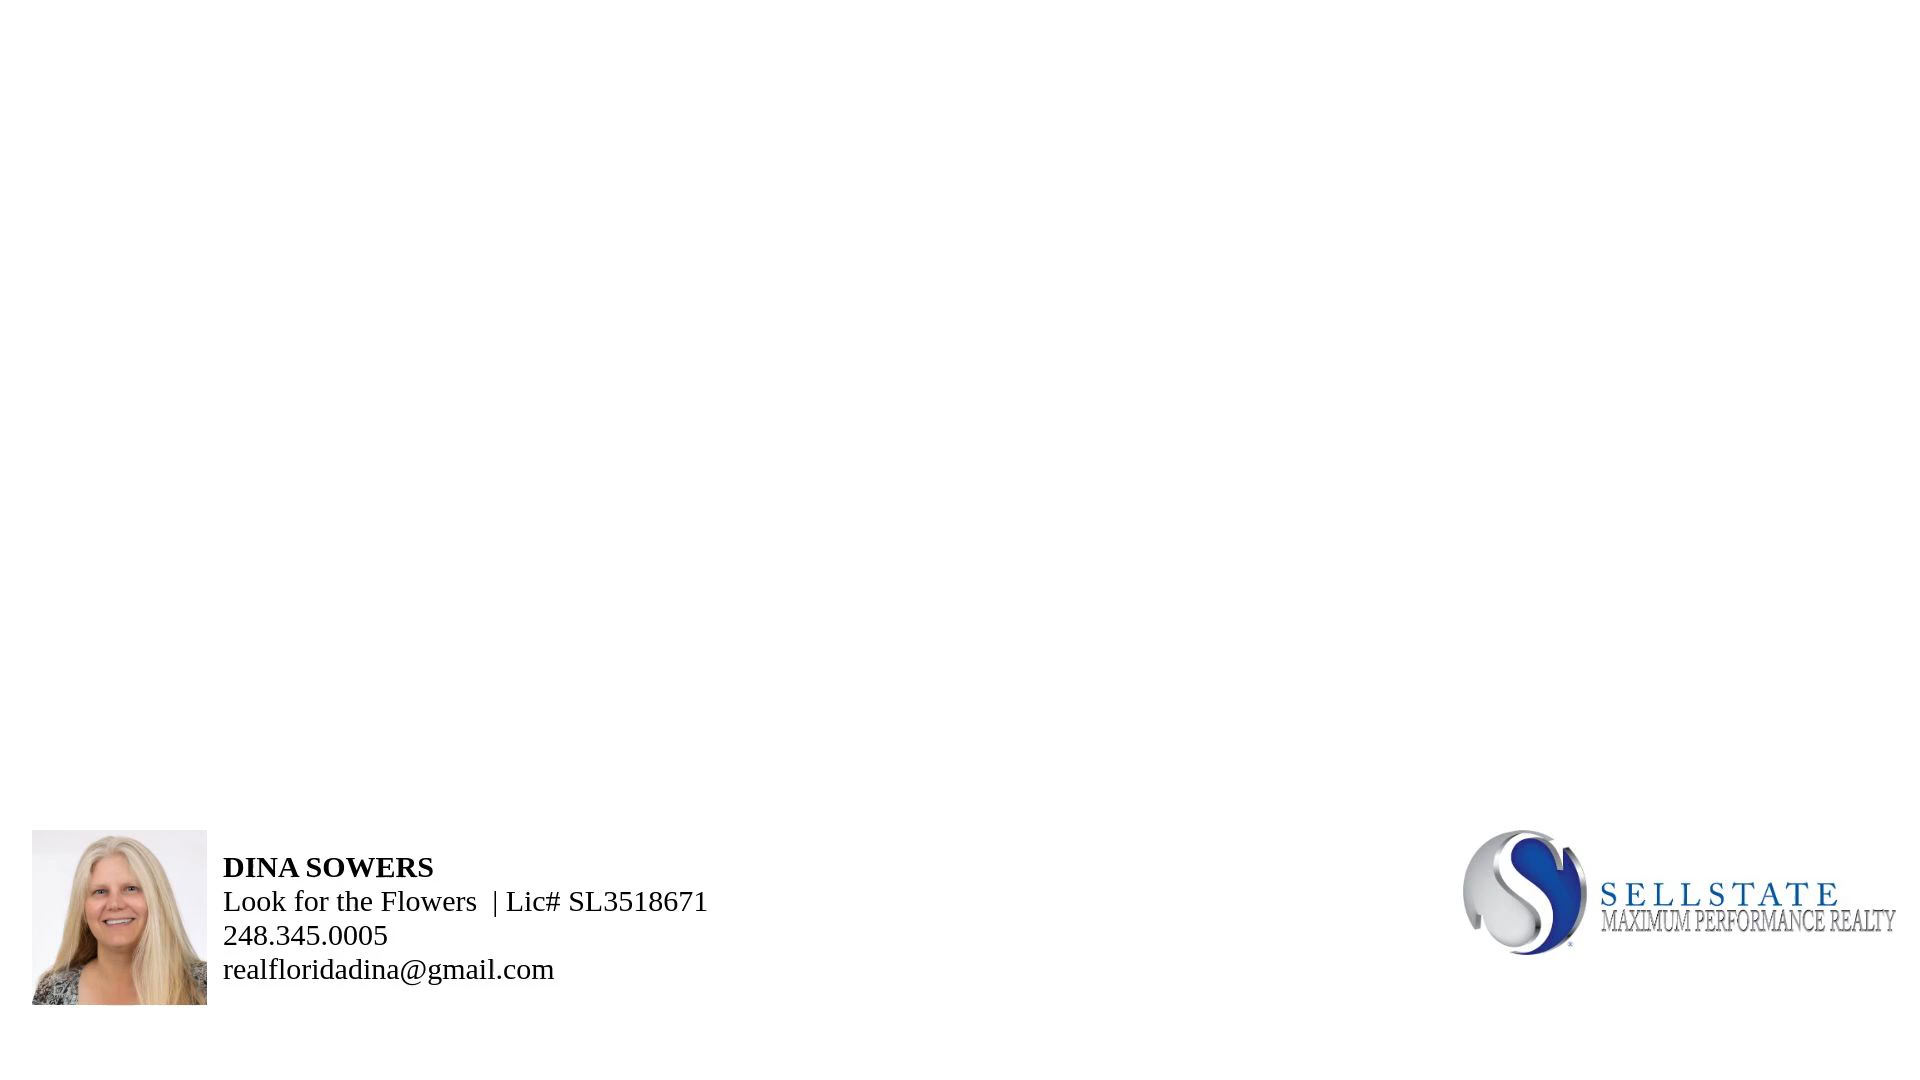 DINA SOWERS
Look for the Flowers | Lic# SL3518671
248.345.0005
realfloridadina@gmail.com
SELLSTATE
MAXIMUM PERFORMANCE REALTY
®